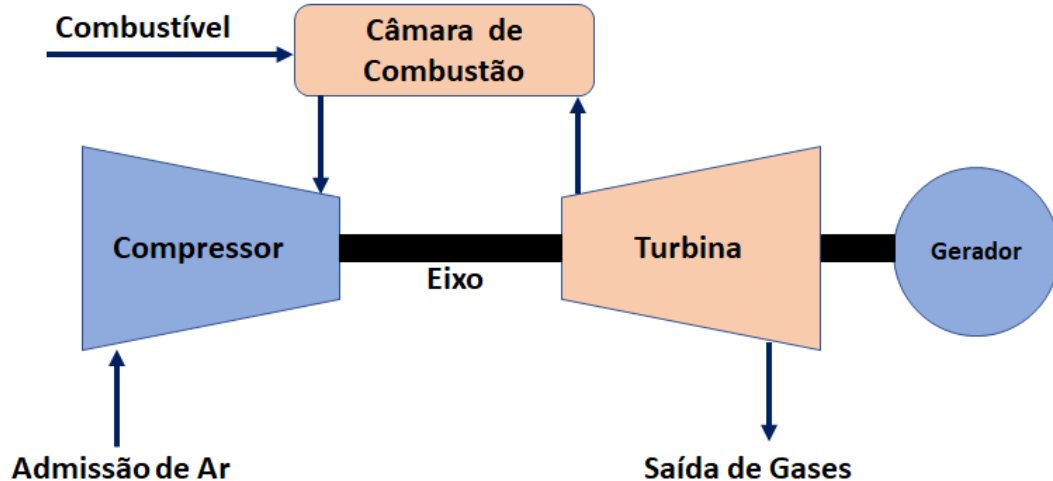 Combustível
Câmara de
Combustão
Compressor
Eixo
Turbina
Gerador
Admissão de Ar
Saída de Gases